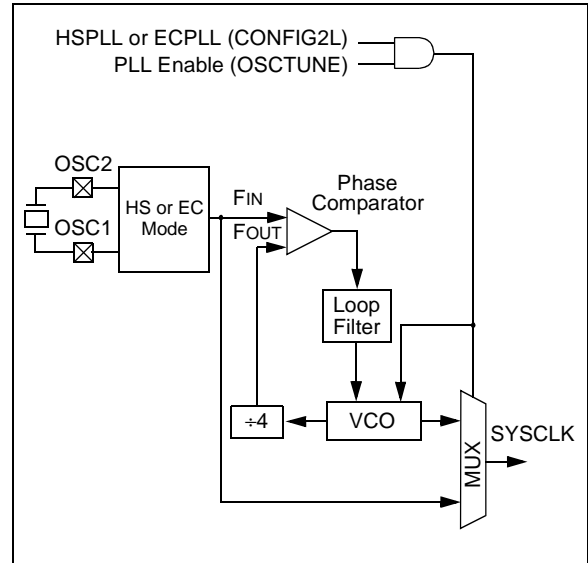 HSPLL or ECPLL (CONFIG2L)
PLL Enable (OSCTUNE)
OSC2
OSC1
HS or EC
Mode
FIN
FOUT
Phase
Comparator
Loop
Filter
÷4
VCO
MUX
SYSCLK